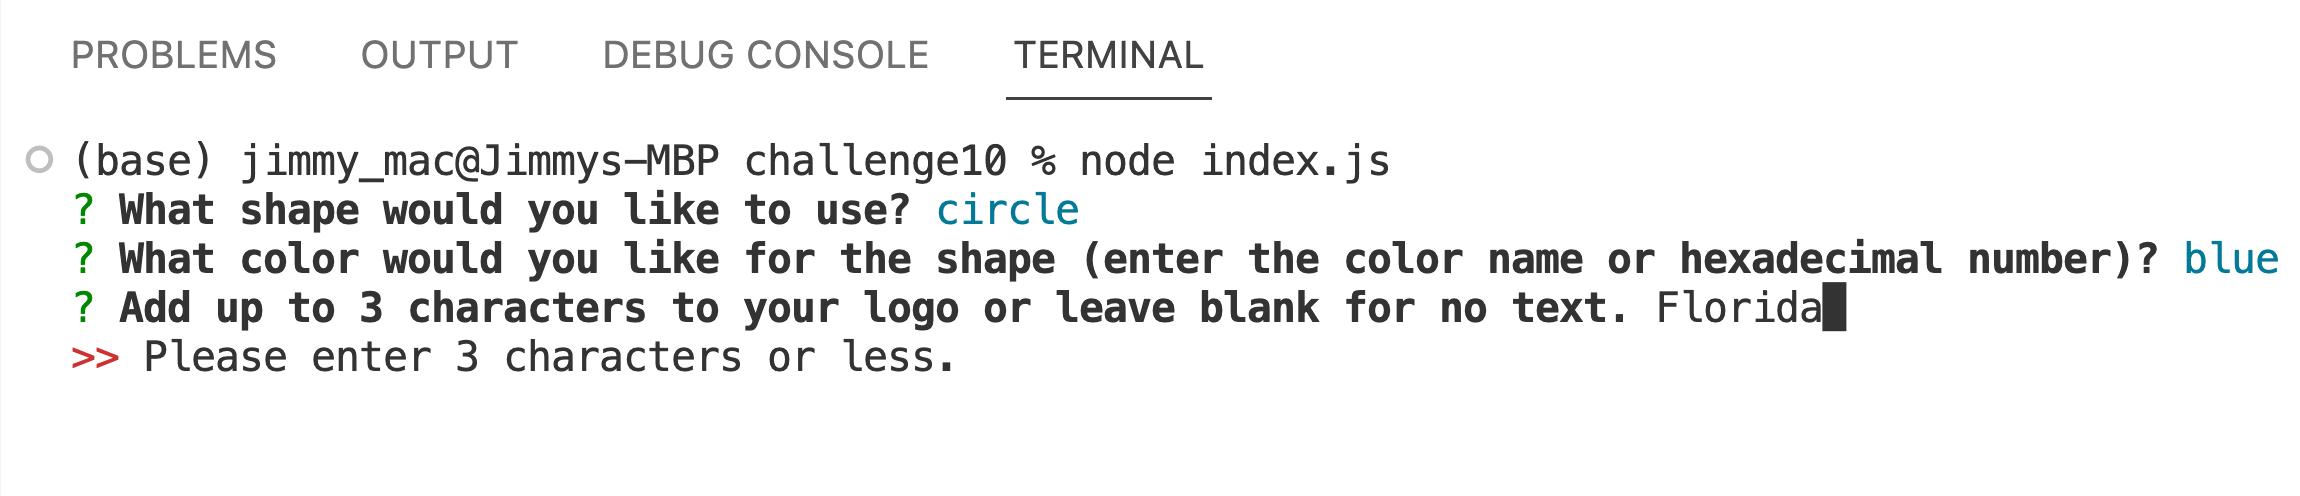 PROBLEMS OUTPUT DEBUG CONSOLE TERMINAL
(base) jimmy_mac@Jimmys-MBP challenge10 % node index.js
? What shape would you like to use? circle
? What color would you like for the shape (enter the color name or hexadecimal number)? blue
? Add up to 3 characters to your logo or leave blank for no text. Florida
>> Please enter 3 characters or less.